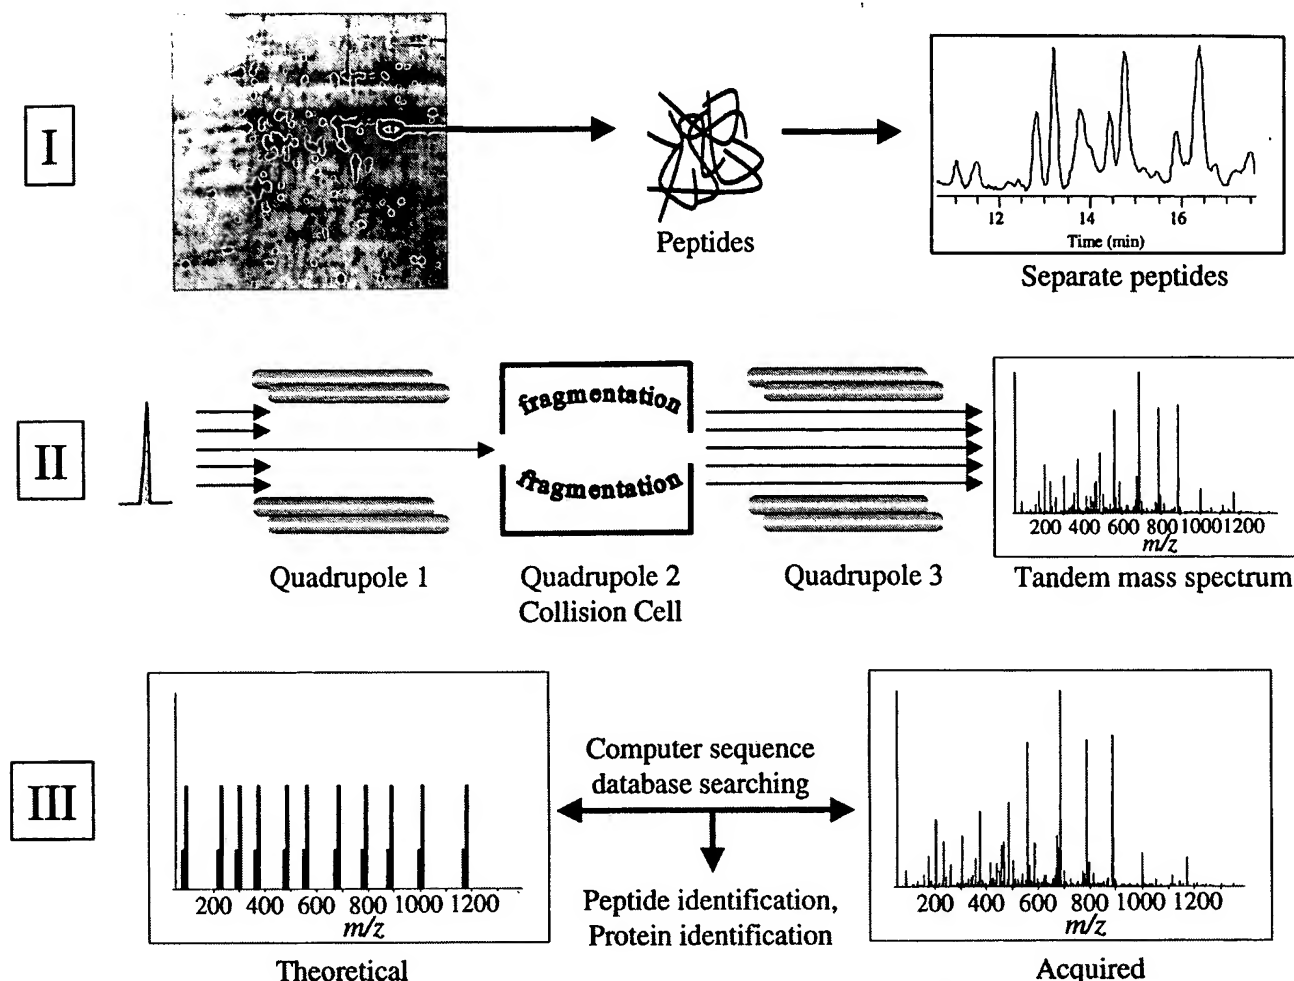 I
Peptides
12 14 16
Time (min)
Separate peptides
II
fragmentation
fragmentation
200 400 600 800 1000 1200
m/z
Quadrupole 1
Quadrupole 2
Collision Cell
Quadrupole 3
Tandem mass spectrum
III
200 400 600 800 1000 1200
m/z
Theoretical
Computer sequence
database searching
Peptide identification,
Protein identification
200 400 600 800 1000 1200
m/z
Acquired